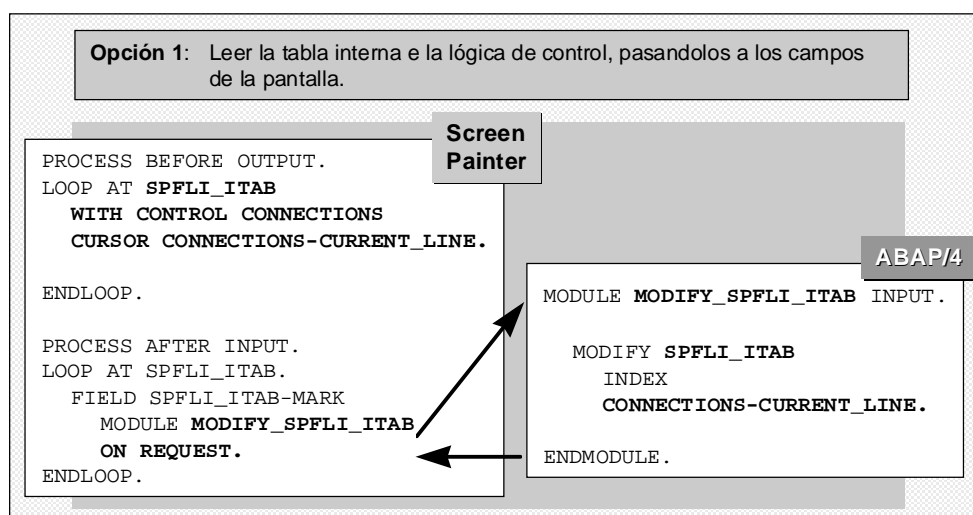 Opción 1: Leer la tabla interna e la lógica de control, pasandolos a los campos
de la pantalla.
Screen
Painter
PROCESS BEFORE OUTPUT.
LOOP AT SPFLI_ITAB
WITH CONTROL CONNECTIONS
CURSOR CONNECTIONS-CURRENT_LINE.
ENDLOOP.
PROCESS AFTER INPUT.
LOOP AT SPFLI_ITAB.
FIELD SPFLI_ITAB-MARK
MODULE MODIFY_SPFLI_ITAB
ON REQUEST.
ENDLOOP.
ABAP/4
MODULE MODIFY_SPFLI_ITAB INPUT.
MODIFY SPFLI_ITAB
INDEX
CONNECTIONS-CURRENT_LINE.
ENDMODULE.